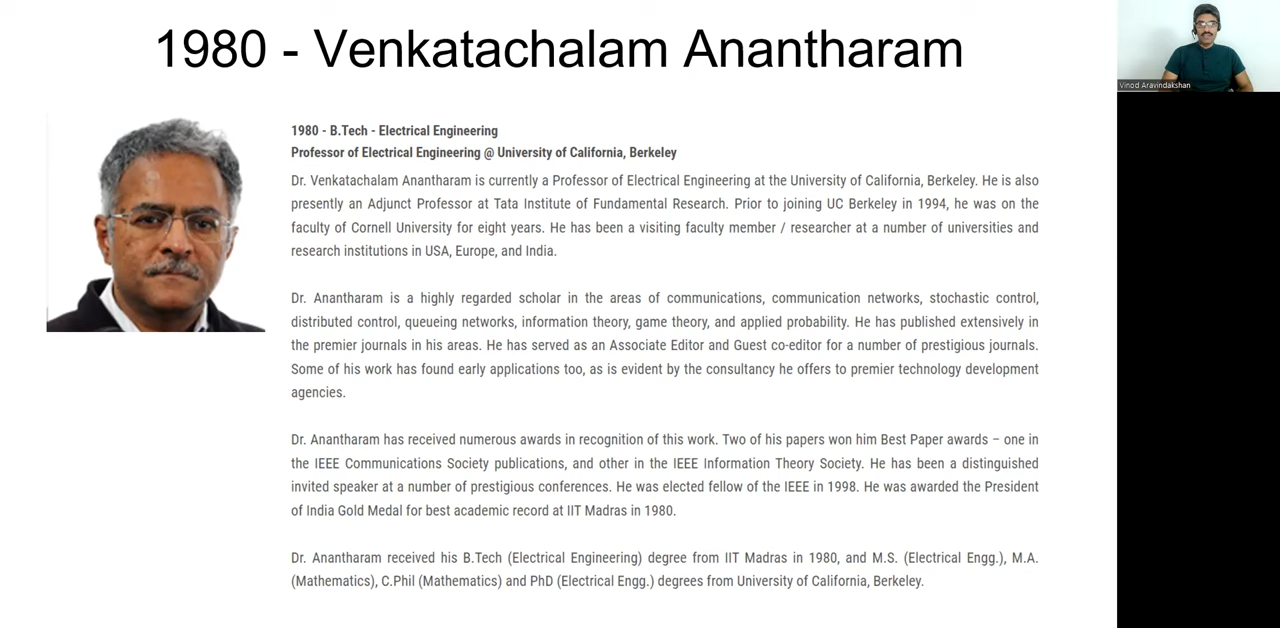 1980 - Venkatachalam Anantharam
Vinod Aravindakshan
1980 - B.Tech - Electrical Engineering
Professor of Electrical Engineering @ University of California, Berkeley
Dr. Venkatachalam Anantharam is currently a Professor of Electrical Engineering at the University of California, Berkeley. He is also
presently an Adjunct Professor at Tata Institute of Fundamental Research. Prior to joining UC Berkeley in 1994, he was on the
faculty of Cornell University for eight years. He has been a visiting faculty member / researcher at a number of universities and
research institutions in USA, Europe, and India.
Dr. Anantharam is a highly regarded scholar in the areas of communications, communication networks, stochastic control,
distributed control, queueing networks, information theory, game theory, and applied probability. He has published extensively in
the premier journals in his areas. He has served as an Associate Editor and Guest co-editor for a number of prestigious journals.
Some of his work has found early applications too, as is evident by the consultancy he offers to premier technology development
agencies.
Dr. Anantharam has received numerous awards in recognition of this work. Two of his papers won him Best Paper awards – one in
the IEEE Communications Society publications, and other in the IEEE Information Theory Society. He has been a distinguished
invited speaker at a number of prestigious conferences. He was elected fellow of the IEEE in 1998. He was awarded the President
of India Gold Medal for best academic record at IIT Madras in 1980.
Dr. Anantharam received his B.Tech (Electrical Engineering) degree from IIT Madras in 1980, and M.S. (Electrical Engg.), M.A.
(Mathematics), C.Phil (Mathematics) and PhD (Electrical Engg.) degrees from University of California, Berkeley.